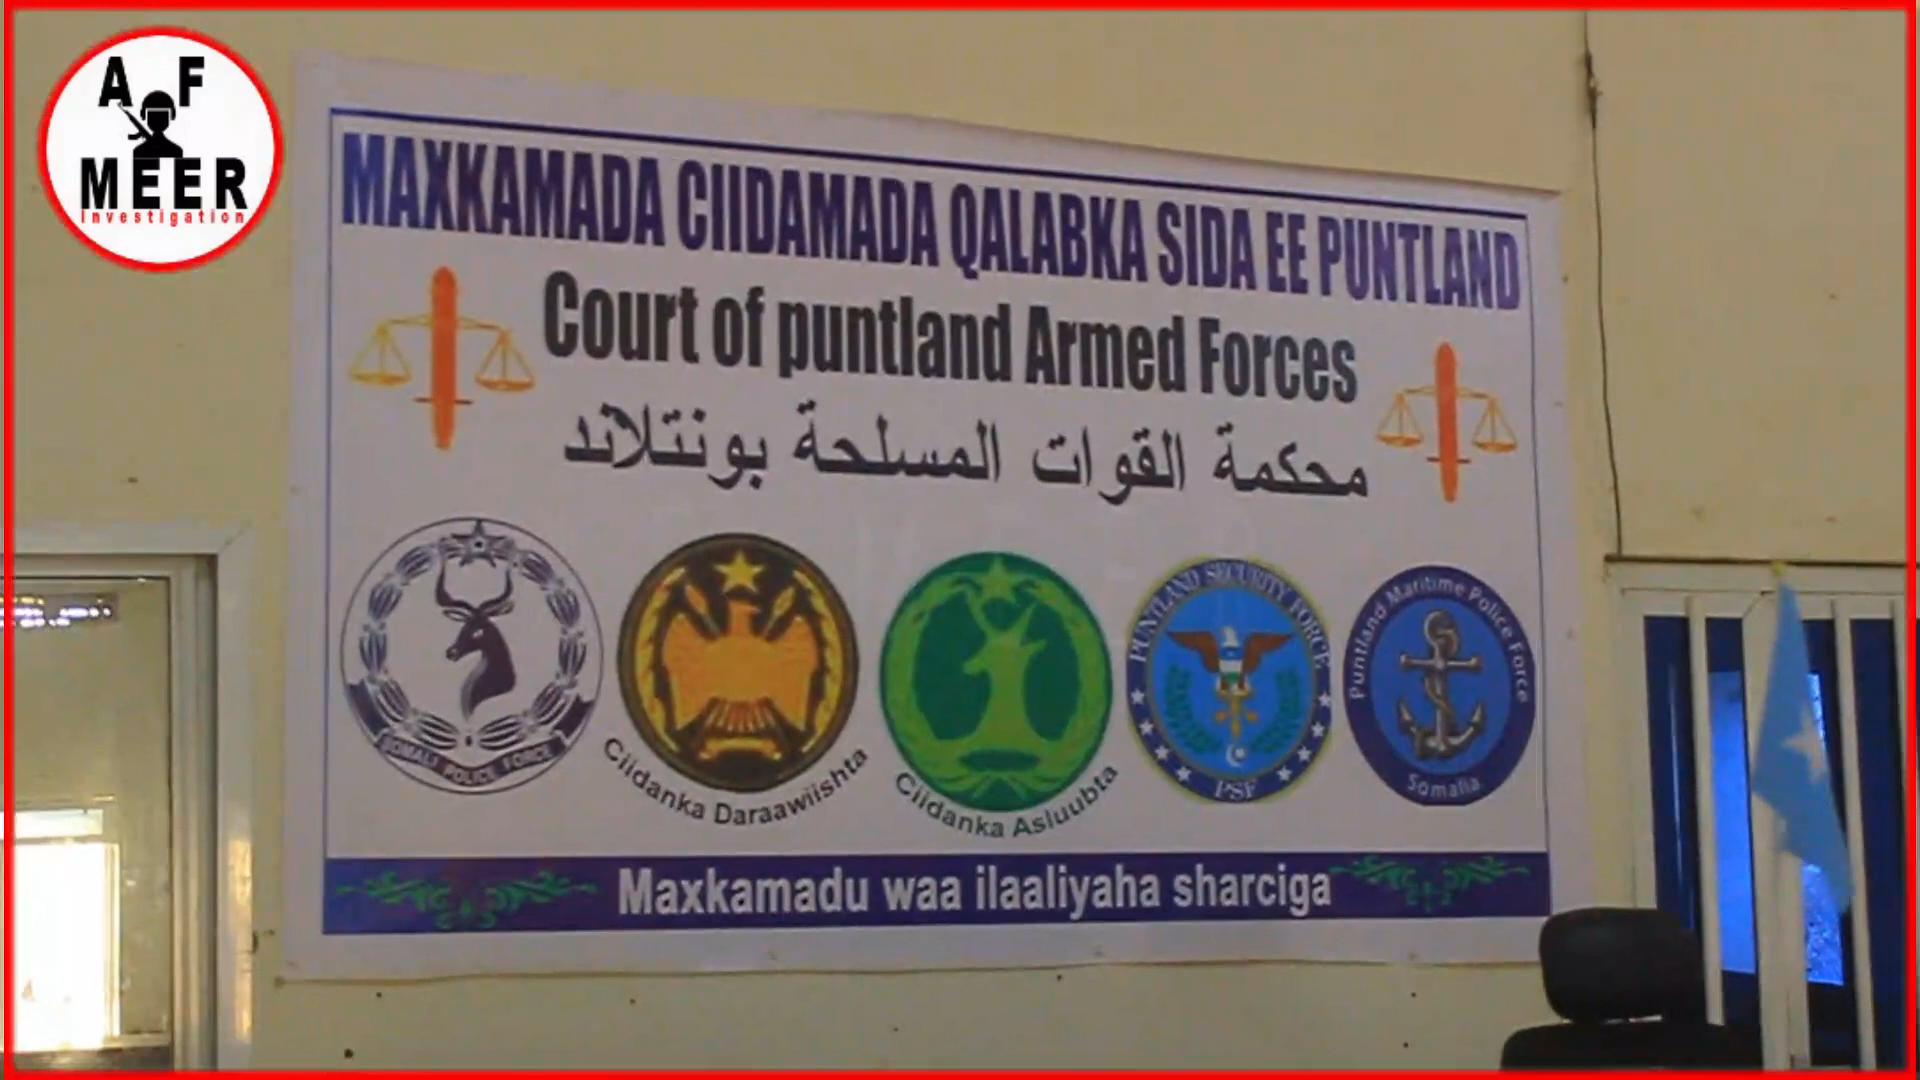 AF
MEER
Investigation
MAXKAMADA CIIDAMADA QALABKA SIDA EE PUNTLAND
Court of puntland Armed Forces
محكمة القوات المسلحة بونتلاند
SOMALI POLICE FORCE
Ciidanka Daraawiishta
Ciidanka Asluubta
PUNTLAND SECURITY FORCE
PSF
Puntland Maritime Police Force
Somalia
Maxkamadu waa ilaaliyaha sharciga